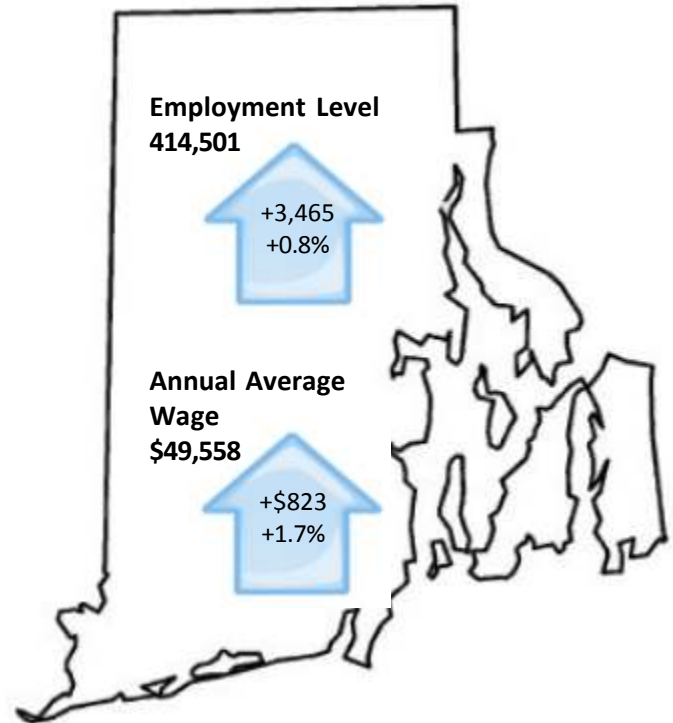 Employment Level
414,501
+3,465
+0.8%
Annual Average
Wage
$49,558
+$823
+1.7%